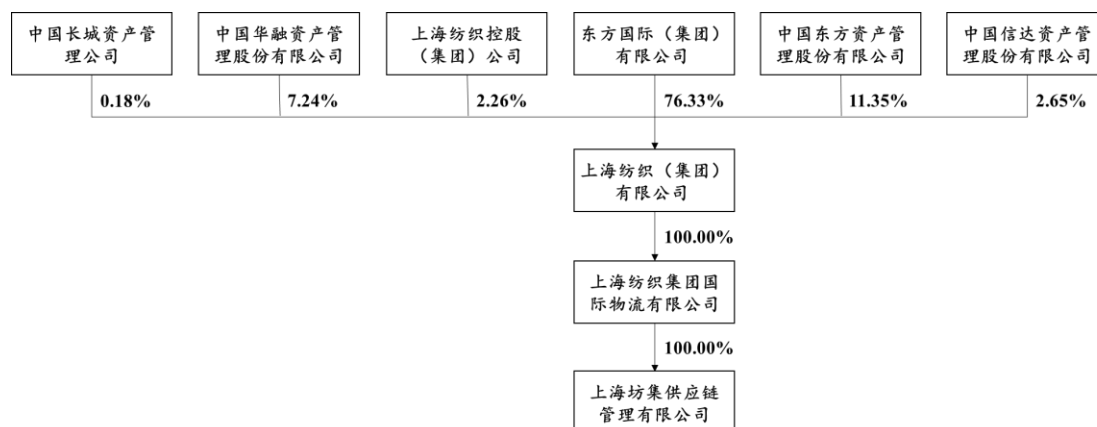 中国长城资产管
理公司
中国华融资产管
理股份有限公司
上海纺织控股
（集团）公司
东方国际（集团）
有限公司
中国东方资产管
理股份有限公司
中国信达资产管
理股份有限公司
0.18%
7.24%
2.26%
76.33%
11.35%
2.65%
上海纺织（集团）
有限公司
100.00%
上海纺织集团国
际物流有限公司
100.00%
上海坊集供应链
管理有限公司